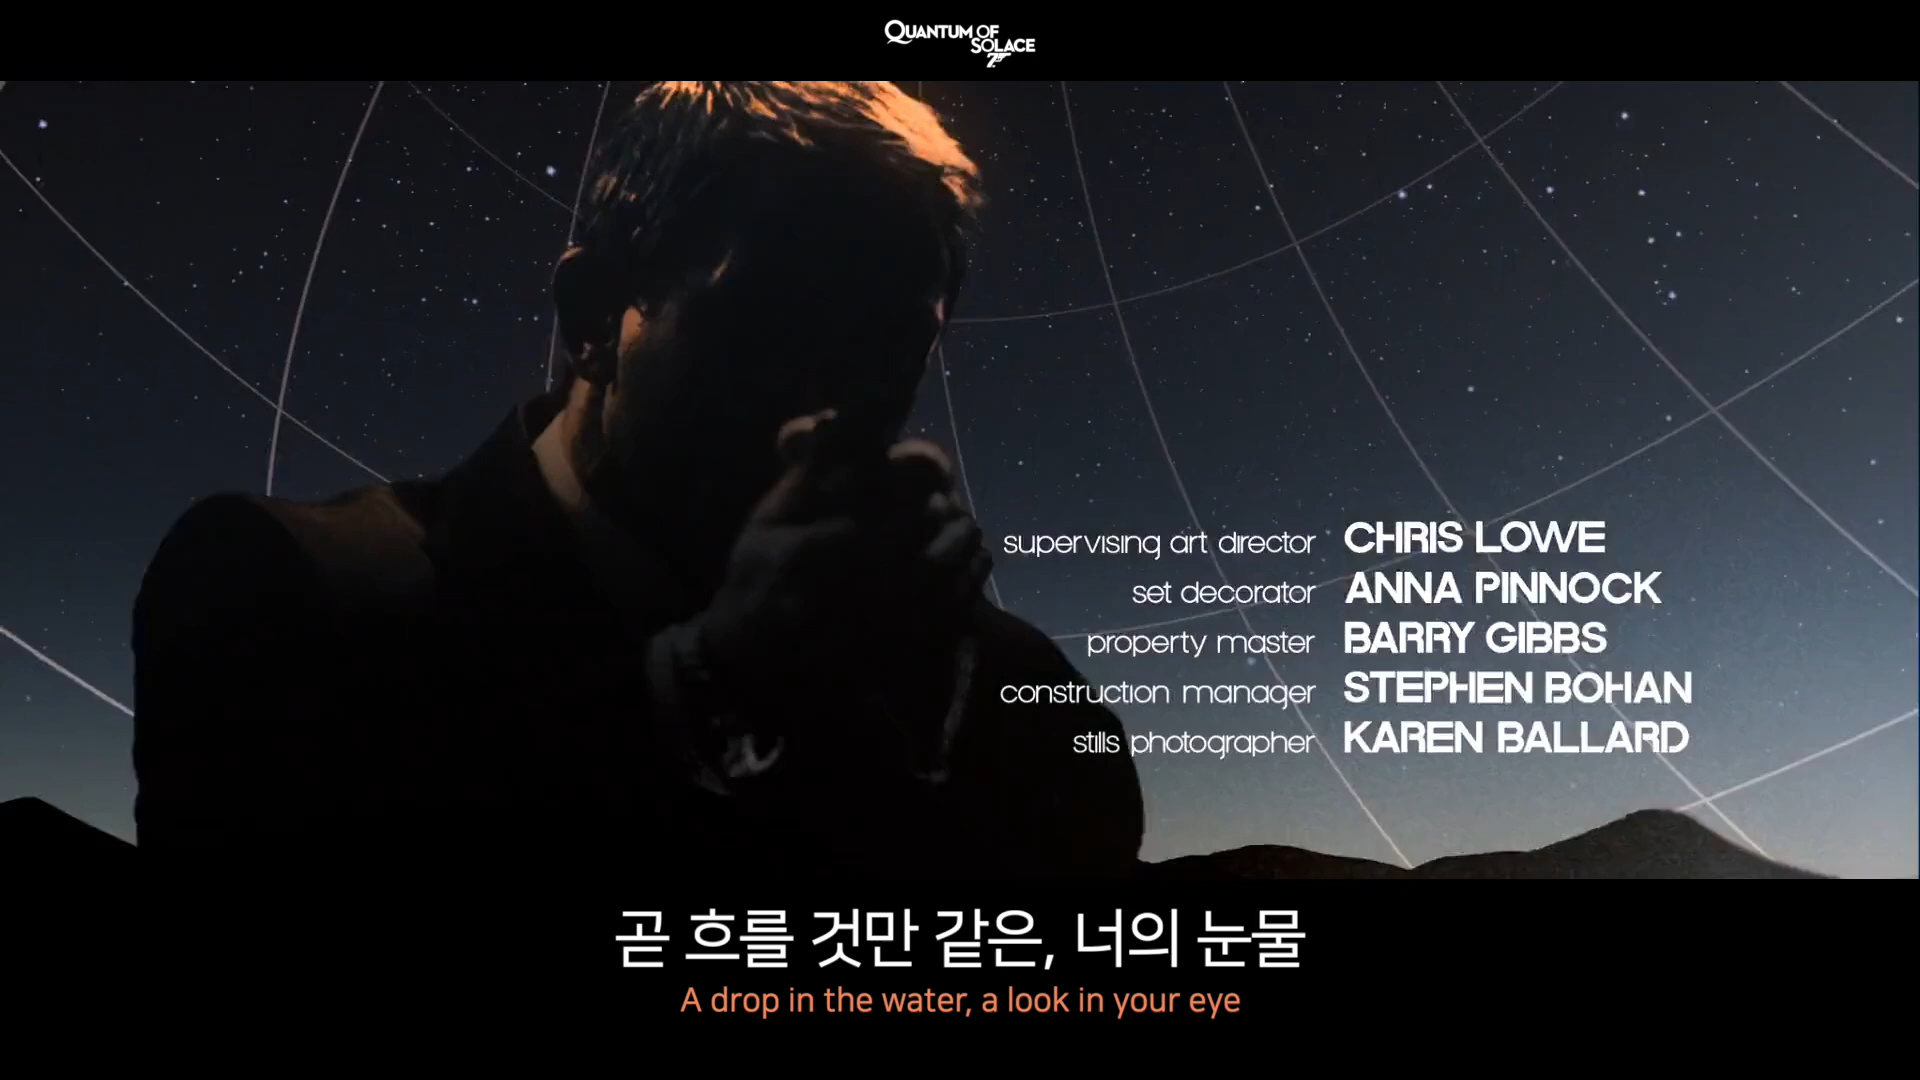 QUANTUM OF
SOLACE
007
supervising art director CHRIS LOWE
set decorator ANNA PINNOCK
property master BARRY GIBBS
construction manager STEPHEN BOHAN
stills photographer KAREN BALLARD
곧 흐를 것만 같은, 너의 눈물
A drop in the water, a look in your eye